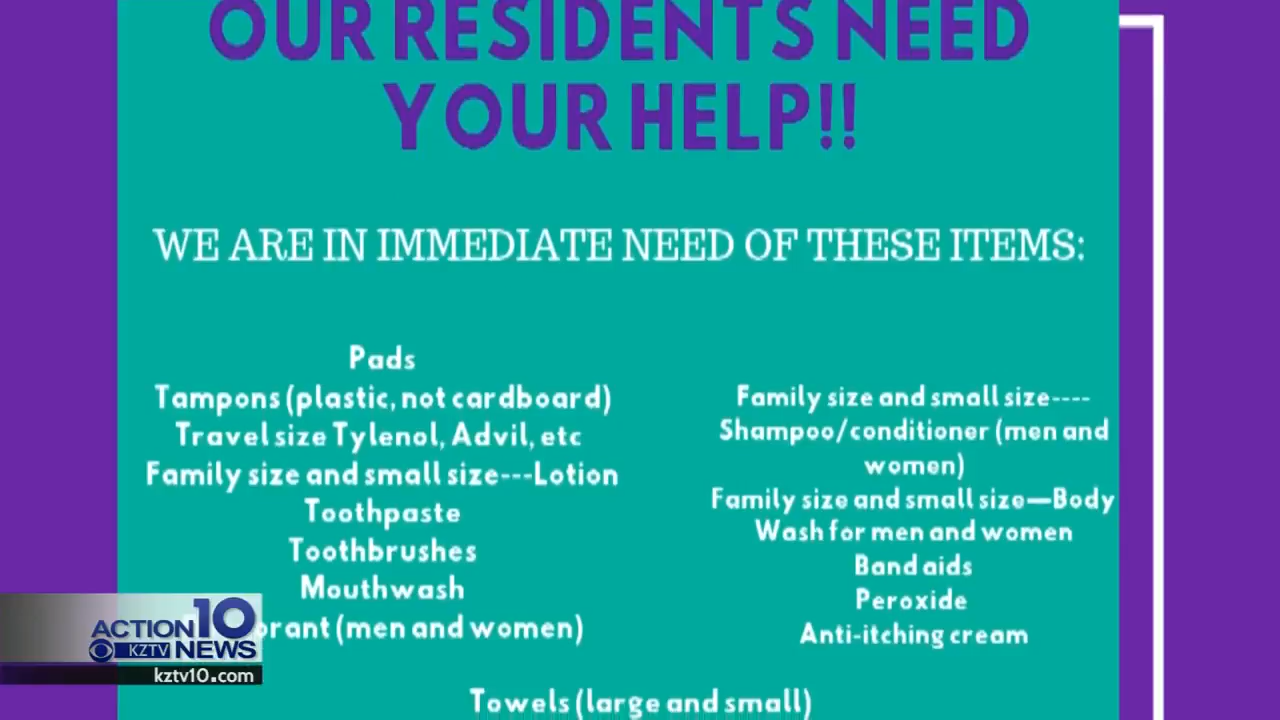 OUR RESIDENTS NEED
YOUR HELP!!
WE ARE IN IMMEDIATE NEED OF THESE ITEMS:
Pads
Tampons (plastic, not cardboard)
Travel size Tylenol, Advil, etc
Family size and small size---Lotion
Toothpaste
Toothbrushes
Mouthwash
(men and women)
Family size and small size----
Shampoo/conditioner (men and
women)
Family size and small size—Body
Wash for men and women
Band aids
Peroxide
Anti-itching cream
Towels (large and small)
ACTION 10
KZTV NEWS
kztv10.com